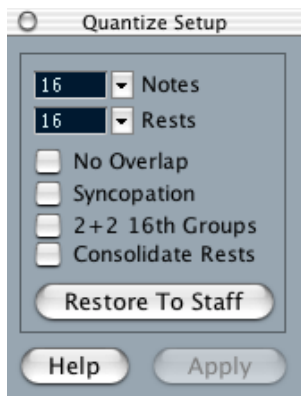 Quantize Setup
16 Notes
16 Rests
No Overlap
Syncopation
2+2 16th Groups
Consolidate Rests
Restore To Staff
Help Apply